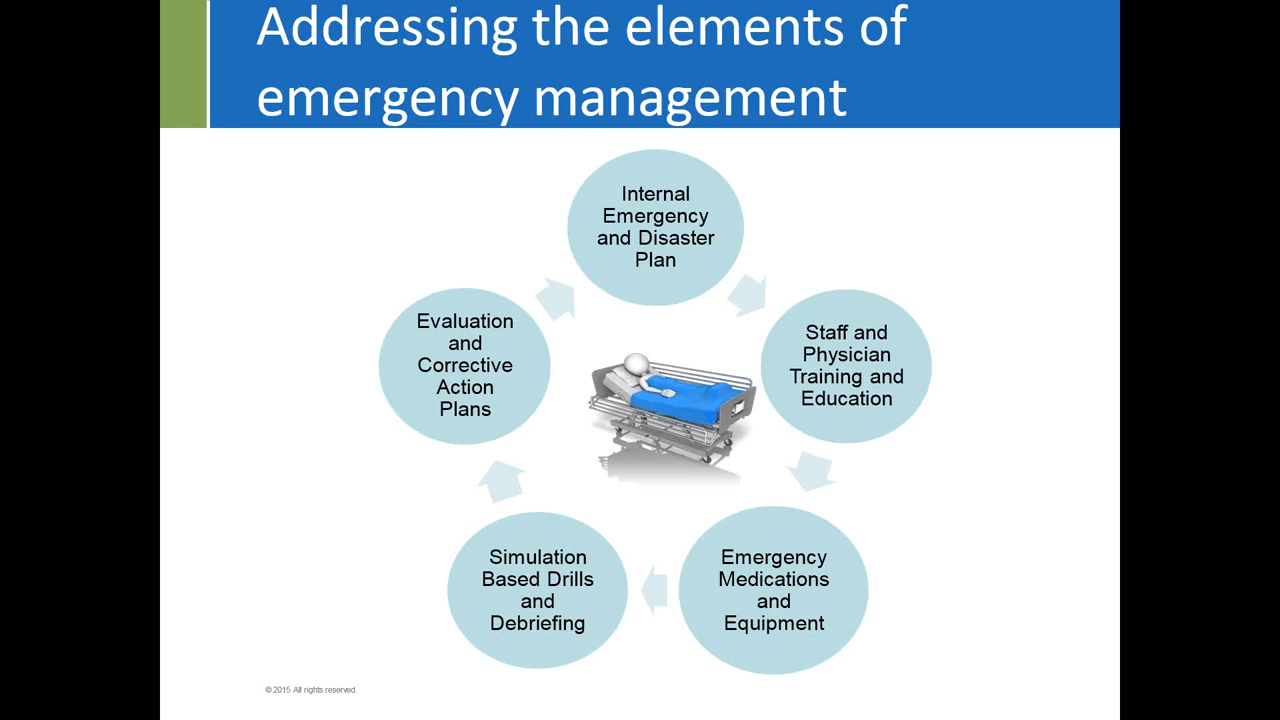 Addressing the elements of
emergency management
Internal
Emergency
and Disaster
Plan
Staff and
Physician
Training and
Education
Emergency
Medications
and
Equipment
Simulation
Based Drills
and
Debriefing
Evaluation
and
Corrective
Action
Plans
© 2015 All rights reserved.